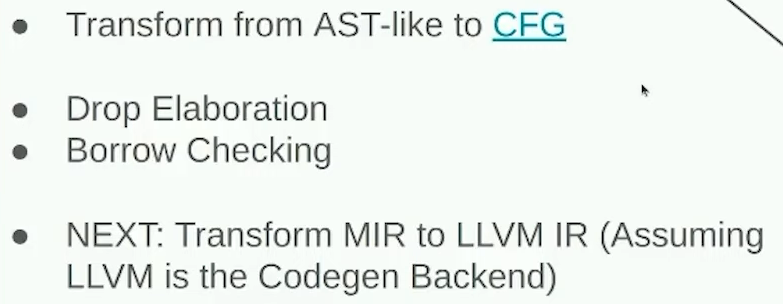 ● Transform from AST-like to CFG
● Drop Elaboration
● Borrow Checking
● NEXT: Transform MIR to LLVM IR (Assuming
LLVM is the Codegen Backend)